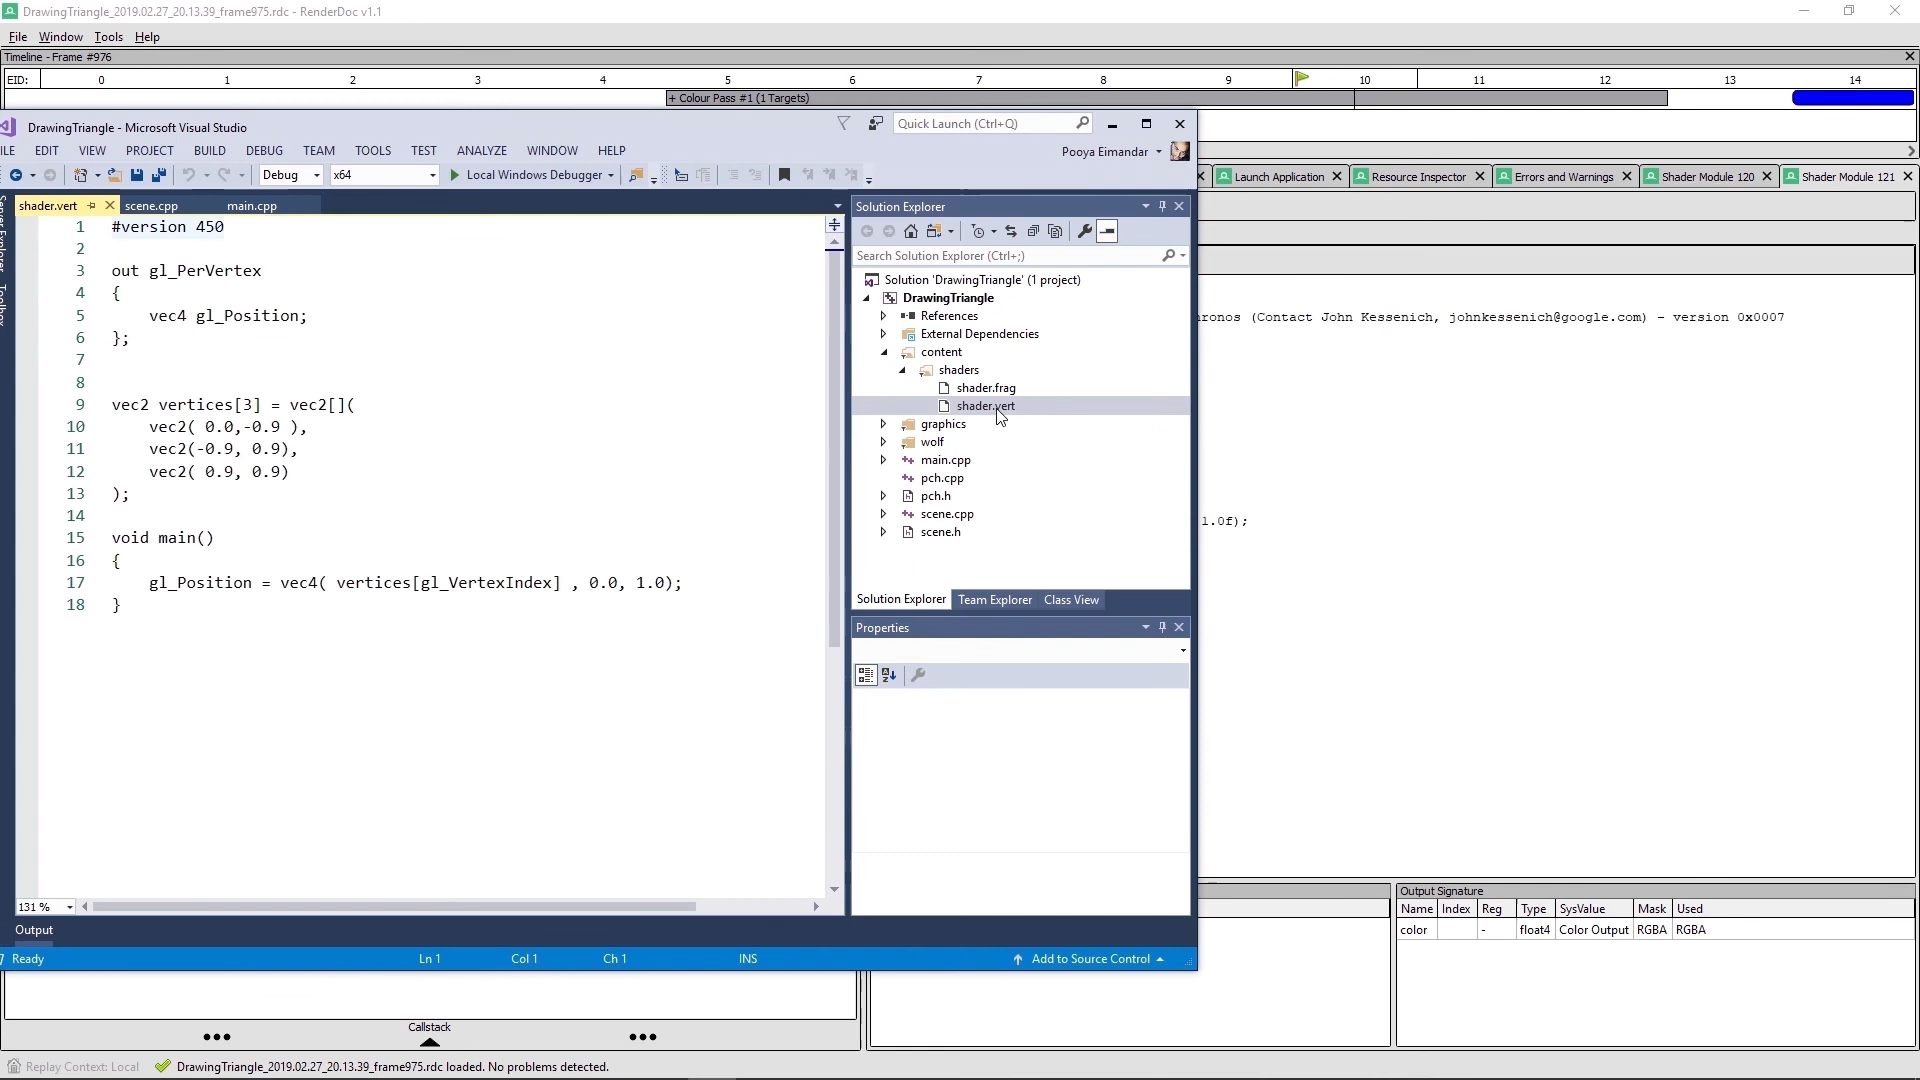 DrawingTriangle_2019.02.27_20.13.39_frame975.rdc - RenderDoc v1.1
File Window Tools Help
Timeline - Frame #976
EID: 0 1 2 3 4 5 6 7 8 9 10 11 12 13 14
+ Colour Pass #1 (1 Targets)
DrawingTriangle - Microsoft Visual Studio
Quick Launch (Ctrl+Q)
ILE EDIT VIEW PROJECT BUILD DEBUG TEAM TOOLS TEST ANALYZE WINDOW HELP
Pooya Eimandar
Debug x64 Local Windows Debugger
Launch Application Resource Inspector Errors and Warnings Shader Module 120 Shader Module 121
Server Explorer
Toolbox
shader.vert scene.cpp main.cpp
1 #version 450
2
3 out gl_PerVertex
4 {
5 vec4 gl_Position;
6 };
7
8
9 vec2 vertices[3] = vec2[](
10 vec2( 0.0,-0.9 ),
11 vec2(-0.9, 0.9),
12 vec2( 0.9, 0.9)
13 );
14
15 void main()
16 {
17 gl_Position = vec4( vertices[gl_VertexIndex] , 0.0, 1.0);
18 }
131 %
Solution Explorer
Search Solution Explorer (Ctrl+;)
Solution 'DrawingTriangle' (1 project)
DrawingTriangle
References
External Dependencies
content
shaders
shader.frag
shader.vert
graphics
wolf
main.cpp
pch.cpp
pch.h
scene.cpp
scene.h
Solution Explorer Team Explorer Class View
Properties
ronos (Contact John Kessenich, johnkessenich@google.com) - version 0x0007
1.0f);
Output Signature
Name Index Reg Type SysValue Mask Used
color - float4 Color Output RGBA RGBA
Output
Ready Ln 1 Col 1 Ch 1 INS Add to Source Control
Callstack
Replay Context: Local DrawingTriangle_2019.02.27_20.13.39_frame975.rdc loaded. No problems detected.